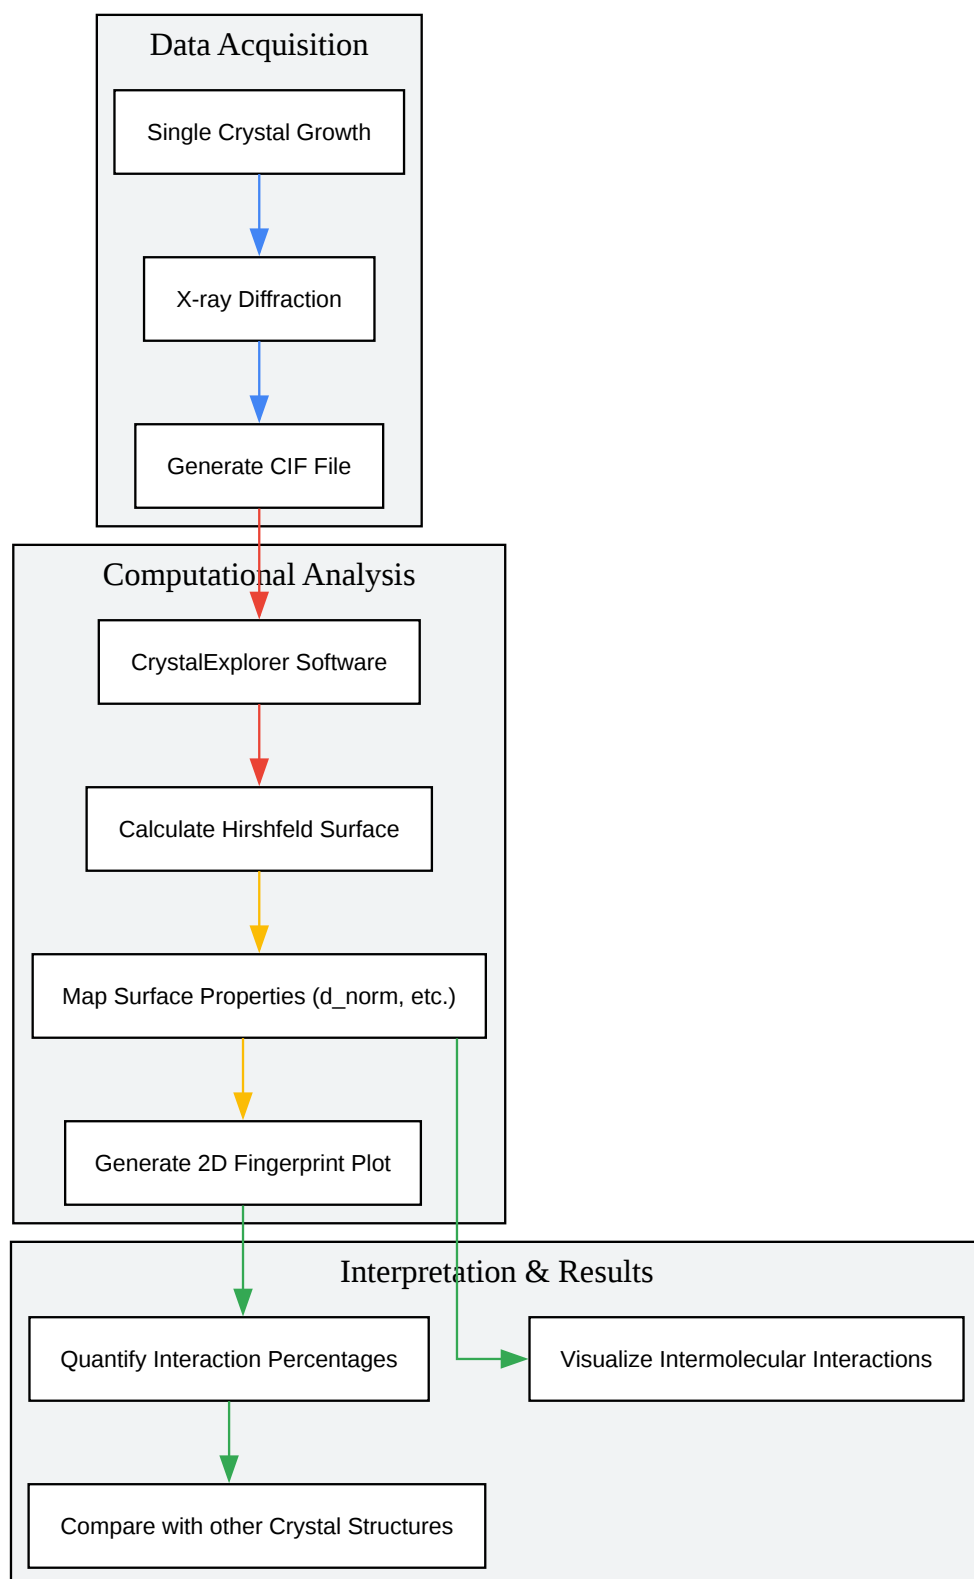 Data Acquisition
Single Crystal Growth
X-ray Diffraction
Generate CIF File
Computational Analysis
CrystalExplorer Software
Calculate Hirshfeld Surface
Map Surface Properties (d_norm, etc.)
Generate 2D Fingerprint Plot
Interpretation & Results
Quantify Interaction Percentages
Visualize Intermolecular Interactions
Compare with other Crystal Structures